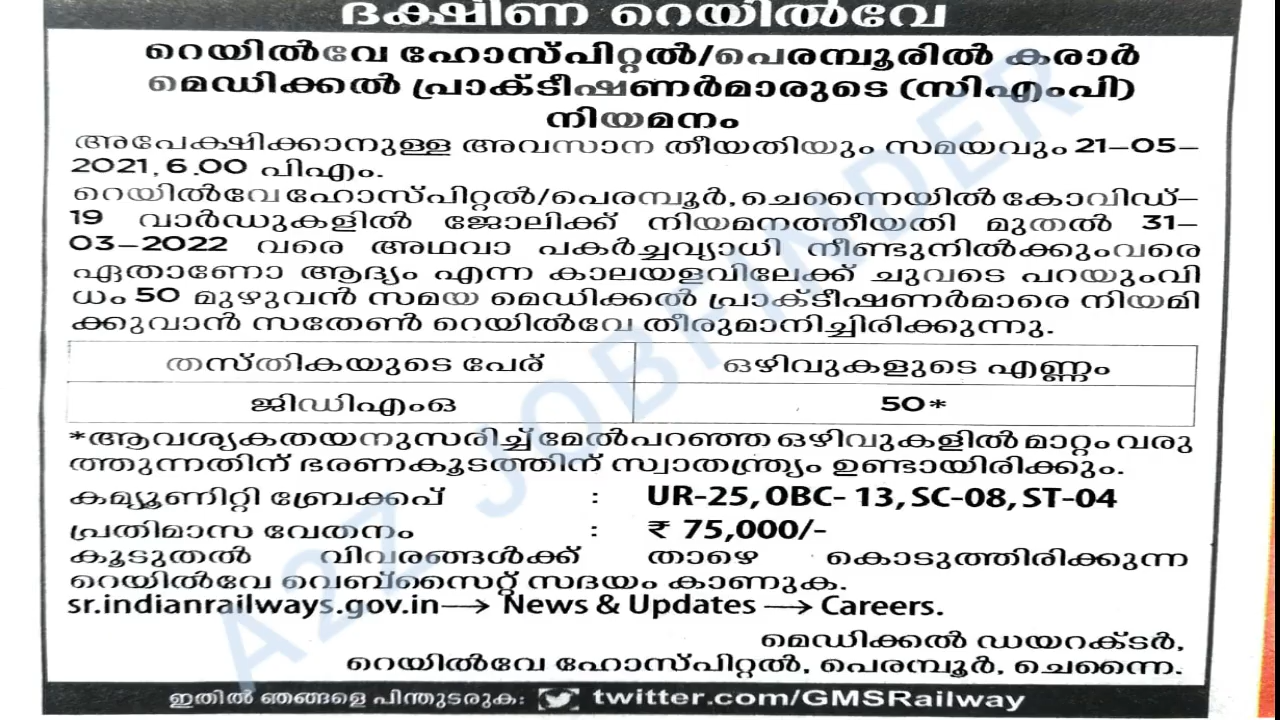 ദക്ഷിണ റെയിൽവേ
റെയിൽവേ ഹോസ്പിറ്റൽ/പെരമ്പൂരിൽ കരാർ
മെഡിക്കൽ പ്രാക്ടീഷണർമാരുടെ (സിഎംപി)
നിയമനം
അപേക്ഷിക്കാനുള്ള അവസാന തീയതിയും സമയവും 21-05-
2021, 6.00 പിഎം.
റെയിൽവേ ഹോസ്പിറ്റൽ/പെരമ്പൂർ, ചെന്നൈയിൽ കോവിഡ്-
19 വാർഡുകളിൽ ജോലിക്ക് നിയമനത്തീയതി മുതൽ 31-
03-2022 വരെ അഥവാ പകർച്ചവ്യാധി നീണ്ടുനിൽക്കുംവരെ
ഏതാണോ ആദ്യം എന്ന കാലയളവിലേക്ക് ചുവടെ പറയുംവി
ധം 50 മുഴുവൻ സമയ മെഡിക്കൽ പ്രാക്ടീഷണർമാരെ നിയമി
ക്കുവാൻ സതേൺ റെയിൽവേ തീരുമാനിച്ചിരിക്കുന്നു.
തസ്തികയുടെ പേര് ഒഴിവുകളുടെ എണ്ണം
ജിഡിഎംഒ 50*
*ആവശ്യകതയനുസരിച്ച് മേൽപറഞ്ഞ ഒഴിവുകളിൽ മാറ്റം വരു
ത്തുന്നതിന് ഭരണകൂടത്തിന് സ്വാതന്ത്ര്യം ഉണ്ടായിരിക്കും.
കമ്യൂണിറ്റി ബ്രേക്കപ് : UR-25, OBC- 13, SC-08, ST-04
പ്രതിമാസ വേതനം : ₹ 75,000/-
കൂടുതൽ വിവരങ്ങൾക്ക് താഴെ കൊടുത്തിരിക്കുന്ന
റെയിൽവേ വെബ്സൈറ്റ് സദയം കാണുക.
sr.indianrailways.gov.in⟶ News & Updates ⟶ Careers.
മെഡിക്കൽ ഡയറക്ടർ,
റെയിൽവേ ഹോസ്പിറ്റൽ, പെരമ്പൂർ, ചെന്നൈ.
ഇതിൽ ഞങ്ങളെ പിന്തുടരുക: twitter.com/GMSRailway
A2Z JOBFINDER